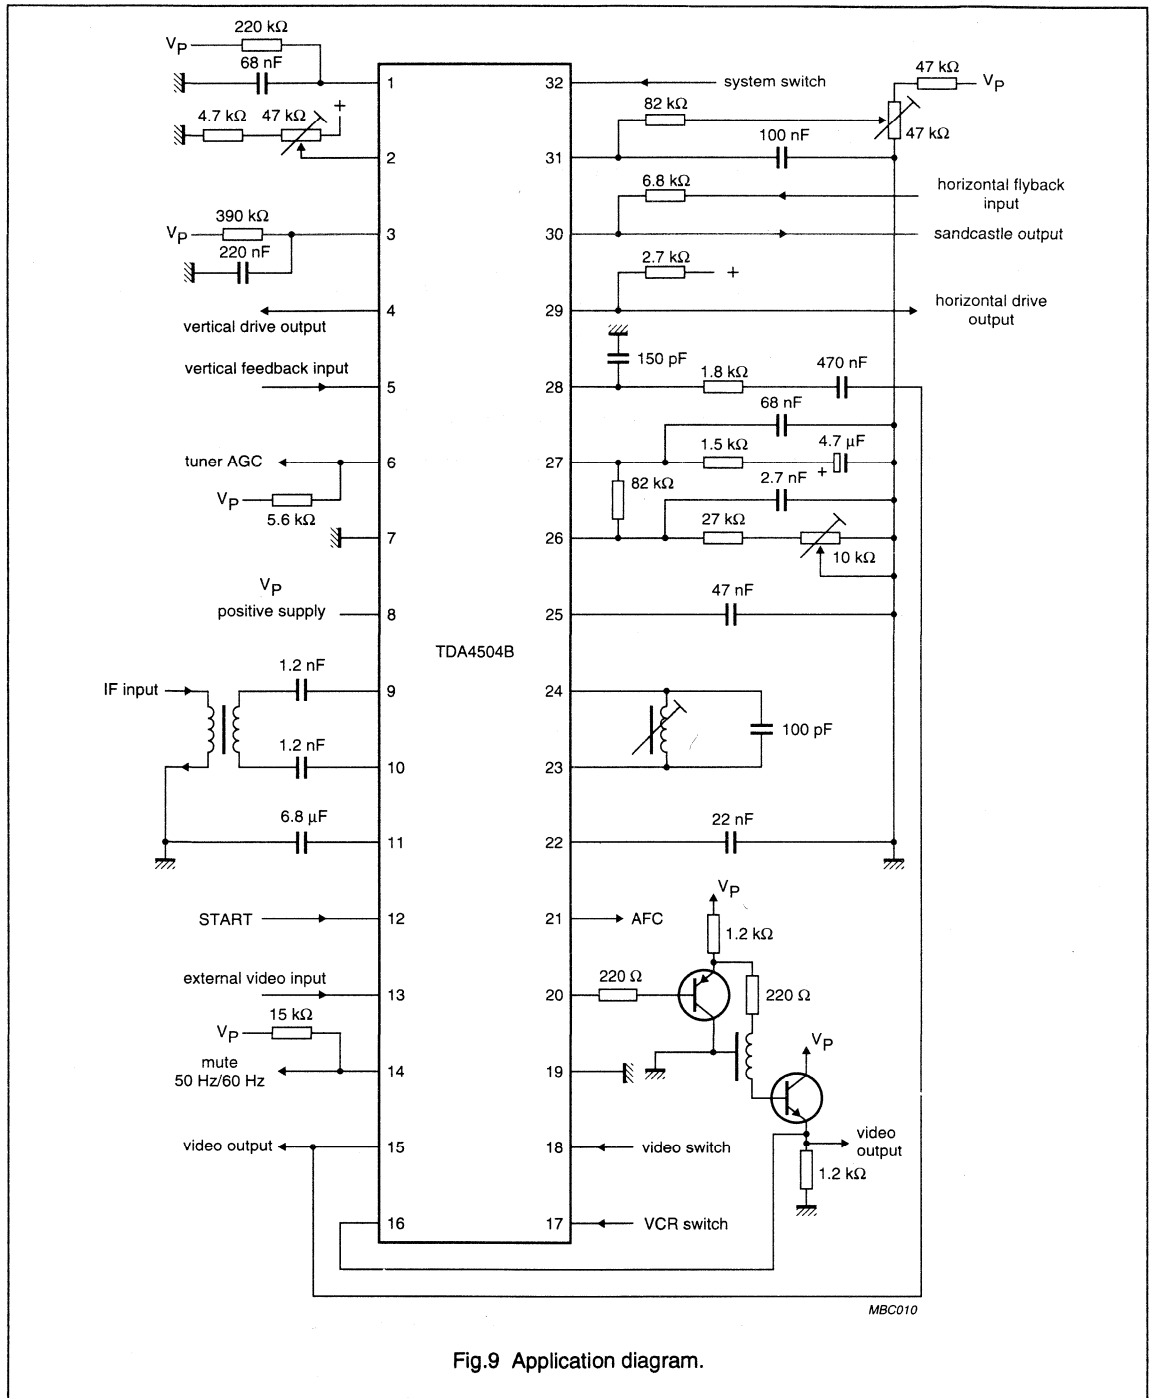 220 kΩ
VP
68 nF
1
4.7 kΩ
47 kΩ
+
2
390 kΩ
VP
220 nF
3
4
vertical drive output
vertical feedback input
5
tuner AGC
6
VP
5.6 kΩ
7
VP
positive supply
8
TDA4504B
1.2 nF
IF input
9
1.2 nF
10
6.8 µF
11
START
12
external video input
13
15 kΩ
VP
mute
50 Hz/60 Hz
14
video output
15
16
32
system switch
47 kΩ
VP
82 kΩ
47 kΩ
100 nF
31
6.8 kΩ
horizontal flyback
input
30
sandcastle output
2.7 kΩ
+
29
horizontal drive
output
150 pF
28
1.8 kΩ
470 nF
68 nF
27
1.5 kΩ
4.7 µF
+
82 kΩ
2.7 nF
26
27 kΩ
10 kΩ
47 nF
25
24
100 pF
23
22 nF
22
VP
21
AFC
1.2 kΩ
220 Ω
20
220 Ω
VP
19
18
video switch
video
output
1.2 kΩ
17
VCR switch
MBC010
Fig.9 Application diagram.